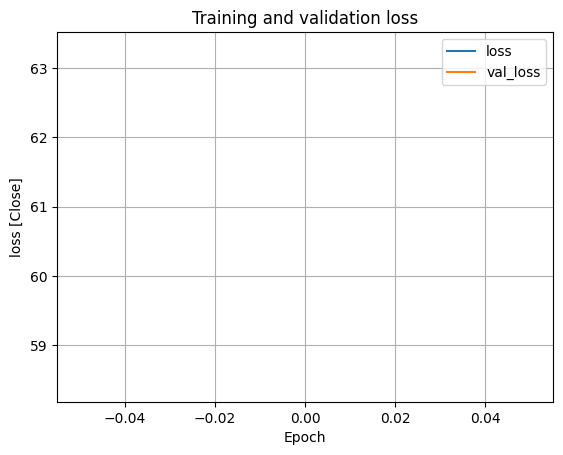 Training and validation loss
loss
val_loss
63
62
61
60
59
loss [Close]
−0.04 −0.02 0.00 0.02 0.04
Epoch